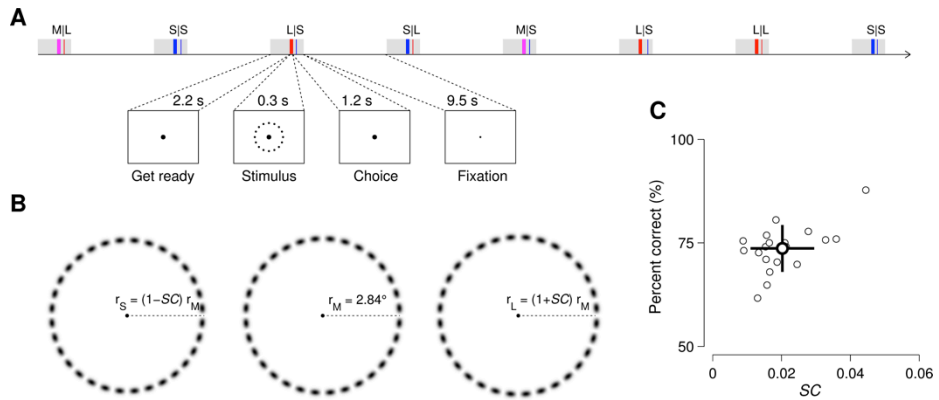 A
M|L S|S L|S S|L M|S L|S L|L S|S
2.2 s 0.3 s 1.2 s 9.5 s
Get ready Stimulus Choice Fixation
B
r_S = (1−SC) r_M
r_M = 2.84°
r_L = (1+SC) r_M
C
Percent correct (%)
100
75
50
0 0.02 0.04 0.06
SC